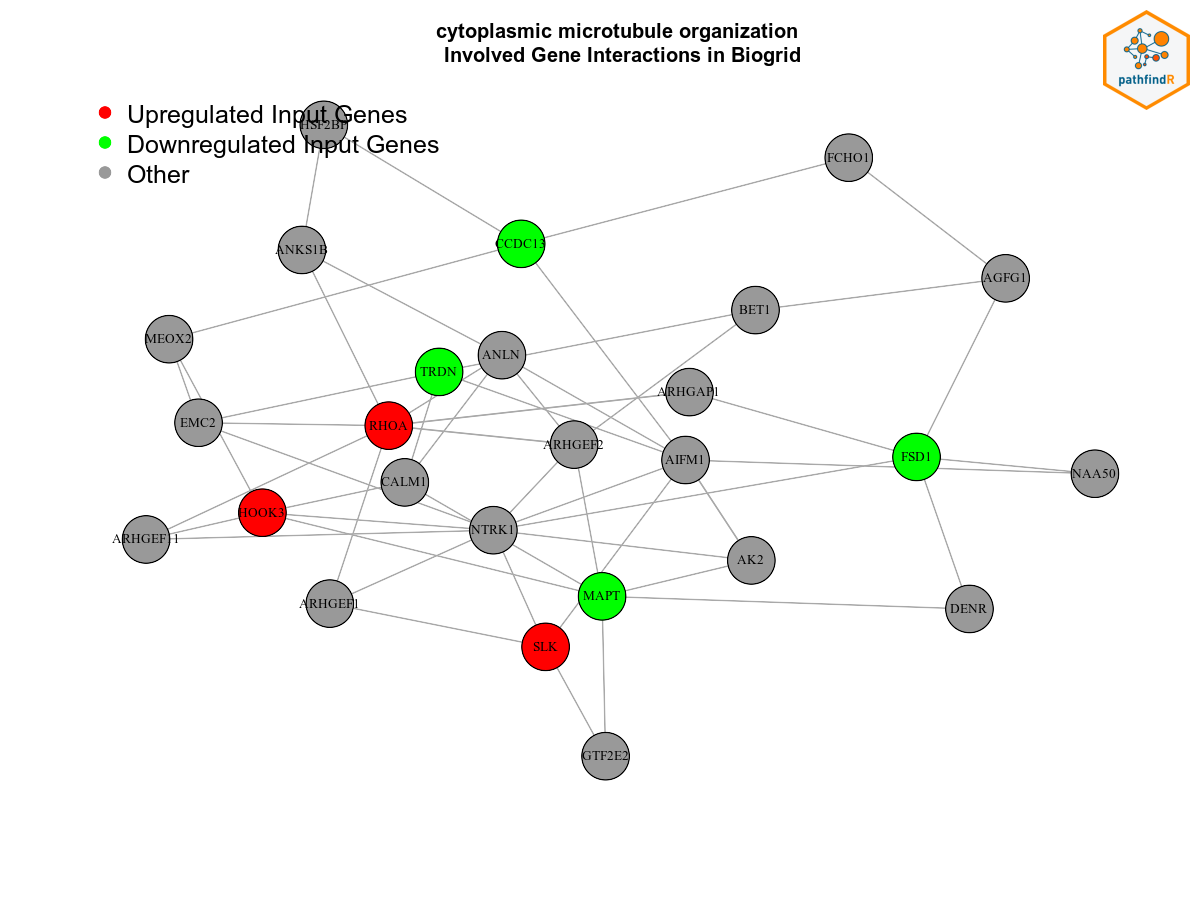 cytoplasmic microtubule organization
Involved Gene Interactions in Biogrid
pathfindR
Upregulated Input Genes
HSF2BP
Downregulated Input Genes
Other
FCHO1
CCDC13
ANKS1B
AGFG1
BET1
MEOX2
ANLN
TRDN
ARHGAP1
EMC2
RHOA
ARHGEF2
AIFM1
FSD1
NAA50
CALM1
HOOK3
NTRK1
ARHGEF11
AK2
MAPT
ARHGEF1
DENR
SLK
GTF2E2